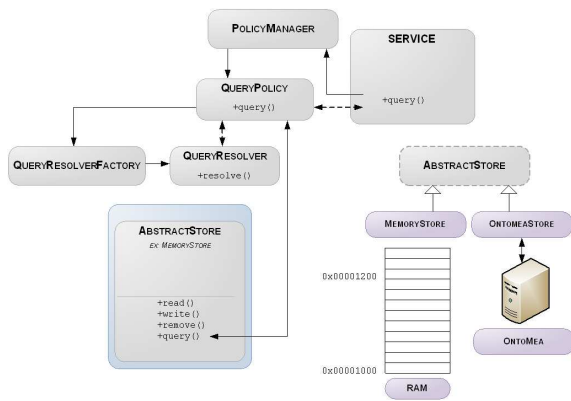 POLICYMANAGER
SERVICE
QUERYPOLICY
+query()
+query()
QUERYRESOLVERFACTORY
QUERYRESOLVER
+resolve()
ABSTRACTSTORE
ABSTRACTSTORE
EX: MEMORYSTORE
MEMORYSTORE
ONTOMEASTORE
0x00001200
+read()
+write()
+remove()
+query()
ONTOMEA
0x00001000
RAM